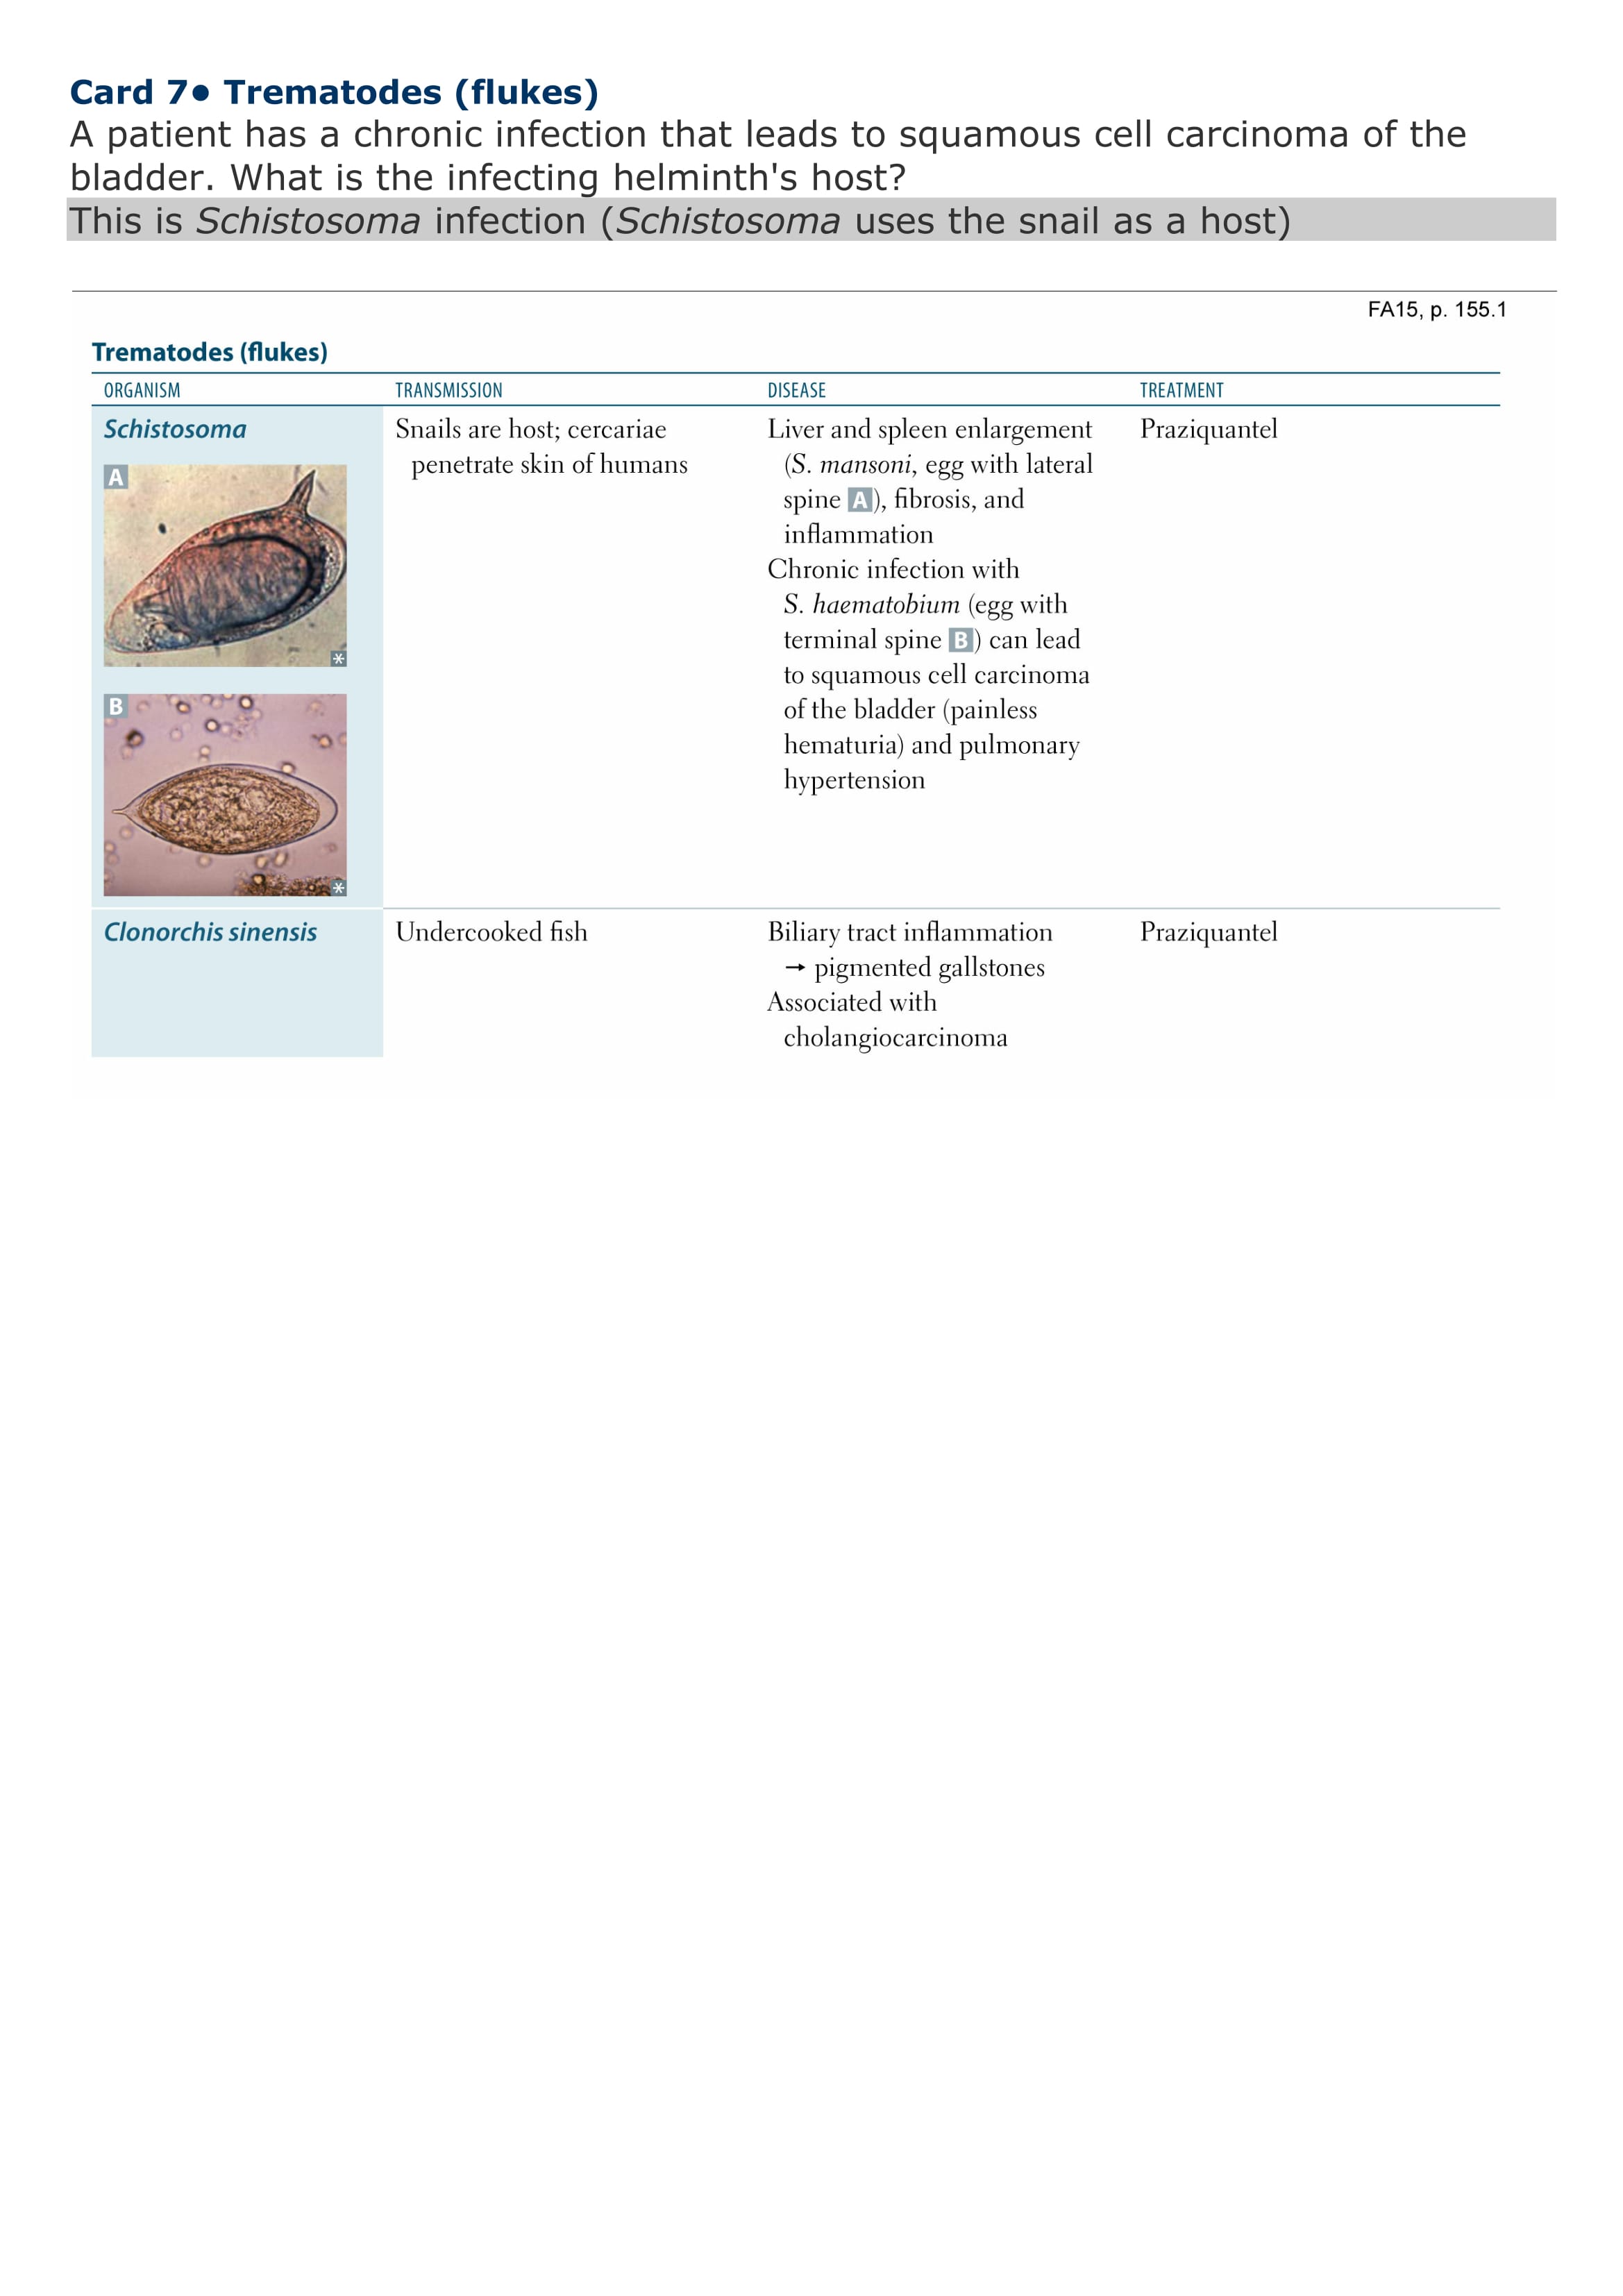 Card 7• Trematodes (flukes)
A patient has a chronic infection that leads to squamous cell carcinoma of the
bladder. What is the infecting helminth's host?
This is Schistosoma infection (Schistosoma uses the snail as a host)
FA15, p. 155.1
Trematodes (flukes)
ORGANISM TRANSMISSION DISEASE TREATMENT
Schistosoma
A
*
B
*
Snails are host; cercariae
penetrate skin of humans
Liver and spleen enlargement
(S. mansoni, egg with lateral
spine A), fibrosis, and
inflammation
Chronic infection with
S. haematobium (egg with
terminal spine B) can lead
to squamous cell carcinoma
of the bladder (painless
hematuria) and pulmonary
hypertension
Praziquantel
Clonorchis sinensis
Undercooked fish
Biliary tract inflammation
→ pigmented gallstones
Associated with
cholangiocarcinoma
Praziquantel